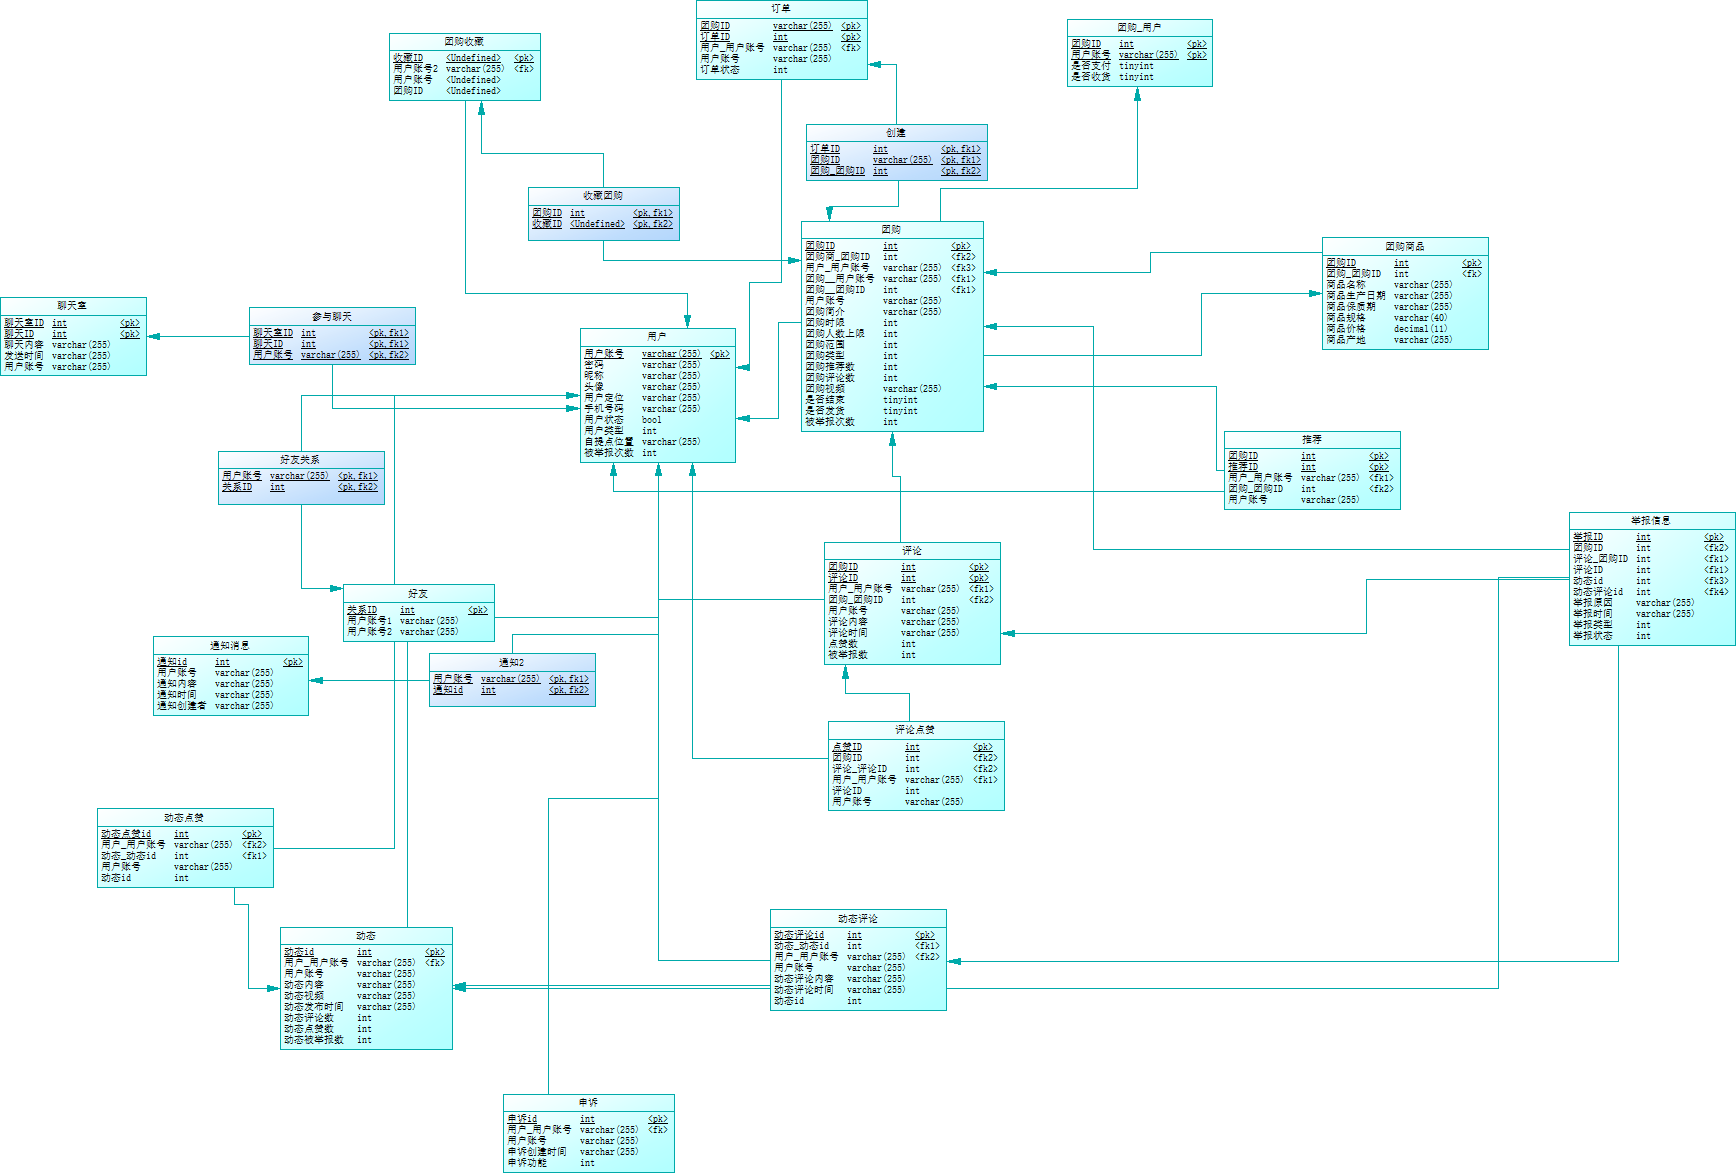 订单
团购ID varchar(255) <pk>
订单ID int <pk>
用户_用户账号 varchar(255) <fk>
用户账号 varchar(255)
订单状态 int
团购_用户
团购ID int <pk>
用户账号 varchar(255) <pk>
是否支付 tinyint
是否收货 tinyint
团购收藏
收藏ID <Undefined> <pk>
用户账号2 varchar(255) <fk>
用户账号 <Undefined>
团购ID <Undefined>
创建
订单ID int <pk,fk1>
团购ID varchar(255) <pk,fk1>
团购_团购ID int <pk,fk2>
收藏团购
团购ID int <pk,fk1>
收藏ID <Undefined> <pk,fk2>
团购
团购ID int <pk>
团购商_团购ID int <fk2>
用户_用户账号 varchar(255) <fk3>
团购__用户账号 varchar(255) <fk1>
团购__团购ID int <fk1>
用户账号 varchar(255)
团购简介 varchar(255)
团购时限 int
团购人数上限 int
团购范围 int
团购类型 int
团购推荐数 int
团购评论数 int
团购视频 varchar(255)
是否结束 tinyint
是否发货 tinyint
被举报次数 int
团购商品
团购ID int <pk>
团购_团购ID int <fk>
商品名称 varchar(255)
商品生产日期 varchar(255)
商品保质期 varchar(255)
商品规格 varchar(40)
商品价格 decimal(11)
商品产地 varchar(255)
聊天室
聊天室ID int <pk>
聊天ID int <pk>
聊天内容 varchar(255)
发送时间 varchar(255)
用户账号 varchar(255)
参与聊天
聊天室ID int <pk,fk1>
聊天ID int <pk,fk1>
用户账号 varchar(255) <pk,fk2>
用户
用户账号 varchar(255) <pk>
密码 varchar(255)
昵称 varchar(255)
头像 varchar(255)
用户定位 varchar(255)
手机号码 varchar(255)
用户状态 bool
用户类型 int
自提点位置 varchar(255)
被举报次数 int
推荐
团购ID int <pk>
推荐ID int <pk>
用户_用户账号 varchar(255) <fk1>
团购_团购ID int <fk2>
用户账号 varchar(255)
好友关系
用户账号 varchar(255) <pk,fk1>
关系ID int <pk,fk2>
举报信息
举报ID int <pk>
团购ID int <fk2>
评论_团购ID int <fk1>
评论ID int <fk1>
动态id int <fk3>
动态评论id int <fk4>
举报原因 varchar(255)
举报时间 varchar(255)
举报类型 int
举报状态 int
评论
团购ID int <pk>
评论ID int <pk>
用户_用户账号 varchar(255) <fk1>
团购_团购ID int <fk2>
用户账号 varchar(255)
评论内容 varchar(255)
评论时间 varchar(255)
点赞数 int
被举报数 int
好友
关系ID int <pk>
用户账号1 varchar(255)
用户账号2 varchar(255)
通知消息
通知id int <pk>
用户账号 varchar(255)
通知内容 varchar(255)
通知时间 varchar(255)
通知创建者 varchar(255)
通知2
用户账号 varchar(255) <pk,fk1>
通知id int <pk,fk2>
评论点赞
点赞ID int <pk>
团购ID int <fk2>
评论_评论ID int <fk2>
用户_用户账号 varchar(255) <fk1>
评论ID int
用户账号 varchar(255)
动态点赞
动态点赞id int <pk>
用户_用户账号 varchar(255) <fk2>
动态_动态id int <fk1>
用户账号 varchar(255)
动态id int
动态评论
动态评论id int <pk>
动态_动态id int <fk1>
用户_用户账号 varchar(255) <fk2>
用户账号 varchar(255)
动态评论内容 varchar(255)
动态评论时间 varchar(255)
动态id int
动态
动态id int <pk>
用户_用户账号 varchar(255) <fk>
用户账号 varchar(255)
动态内容 varchar(255)
动态视频 varchar(255)
动态发布时间 varchar(255)
动态评论数 int
动态点赞数 int
动态被举报数 int
申诉
申诉id int <pk>
用户_用户账号 varchar(255) <fk>
用户账号 varchar(255)
申诉创建时间 varchar(255)
申诉功能 int